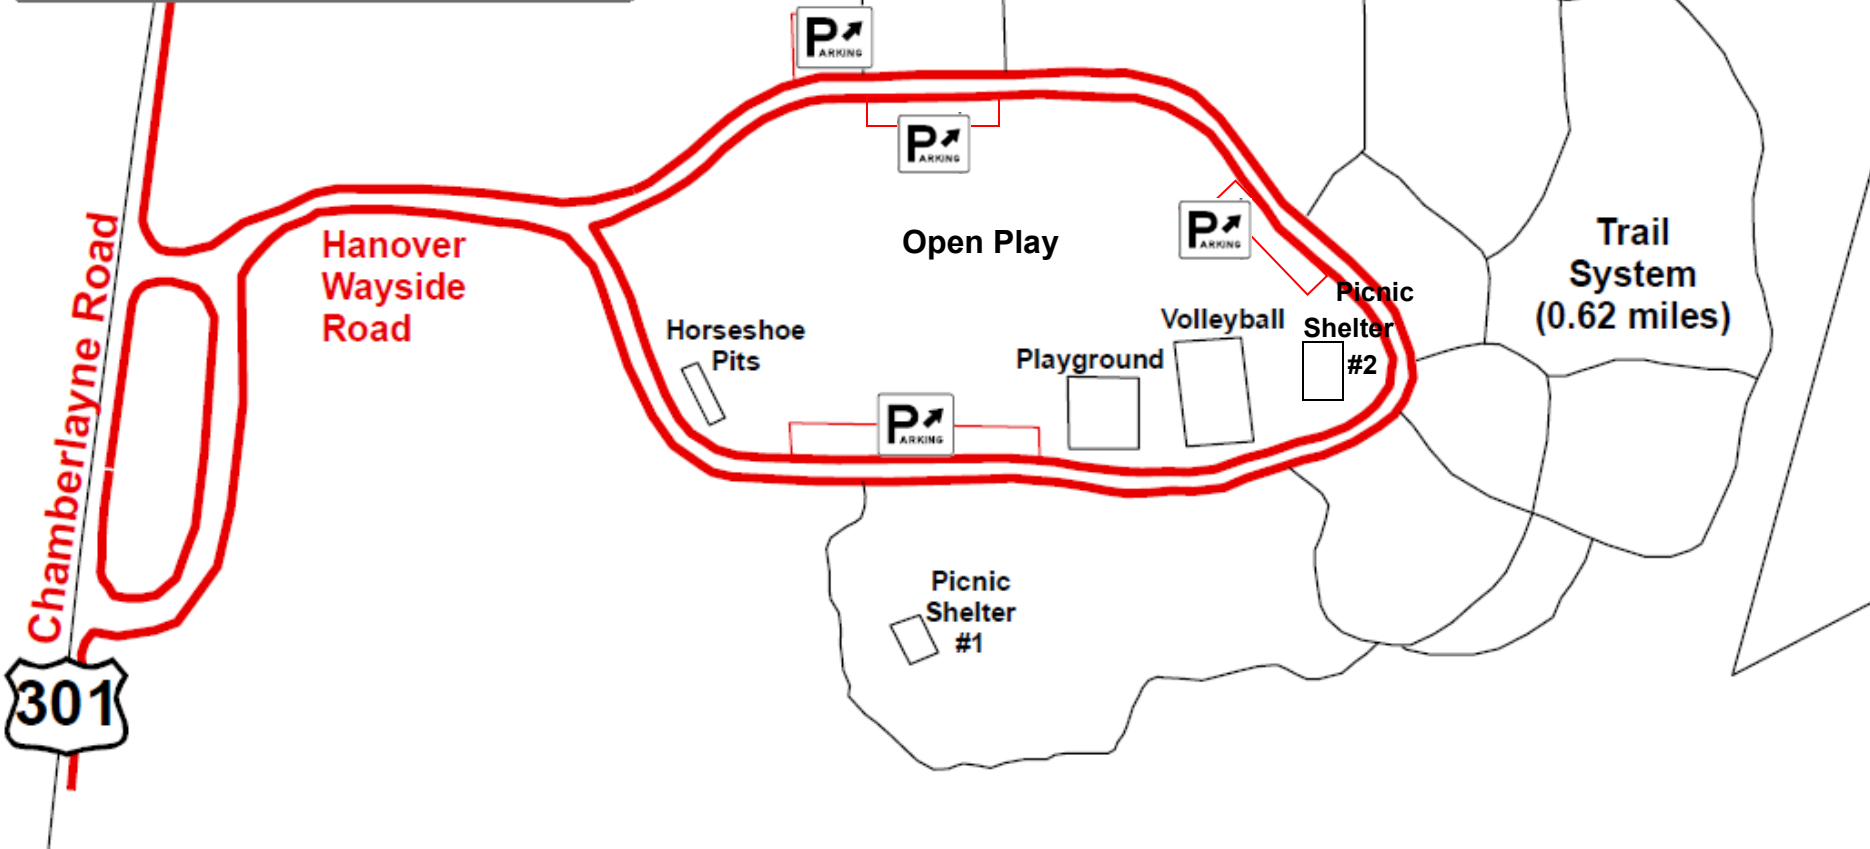 P
ARKING
P
ARKING
P
ARKING
Open Play
Trail
System
(0.62 miles)
Hanover
Wayside
Road
Chamberlayne Road
Horseshoe
Pits
Playground
Volleyball
Picnic
Shelter
#2
P
ARKING
Picnic
Shelter
#1
301